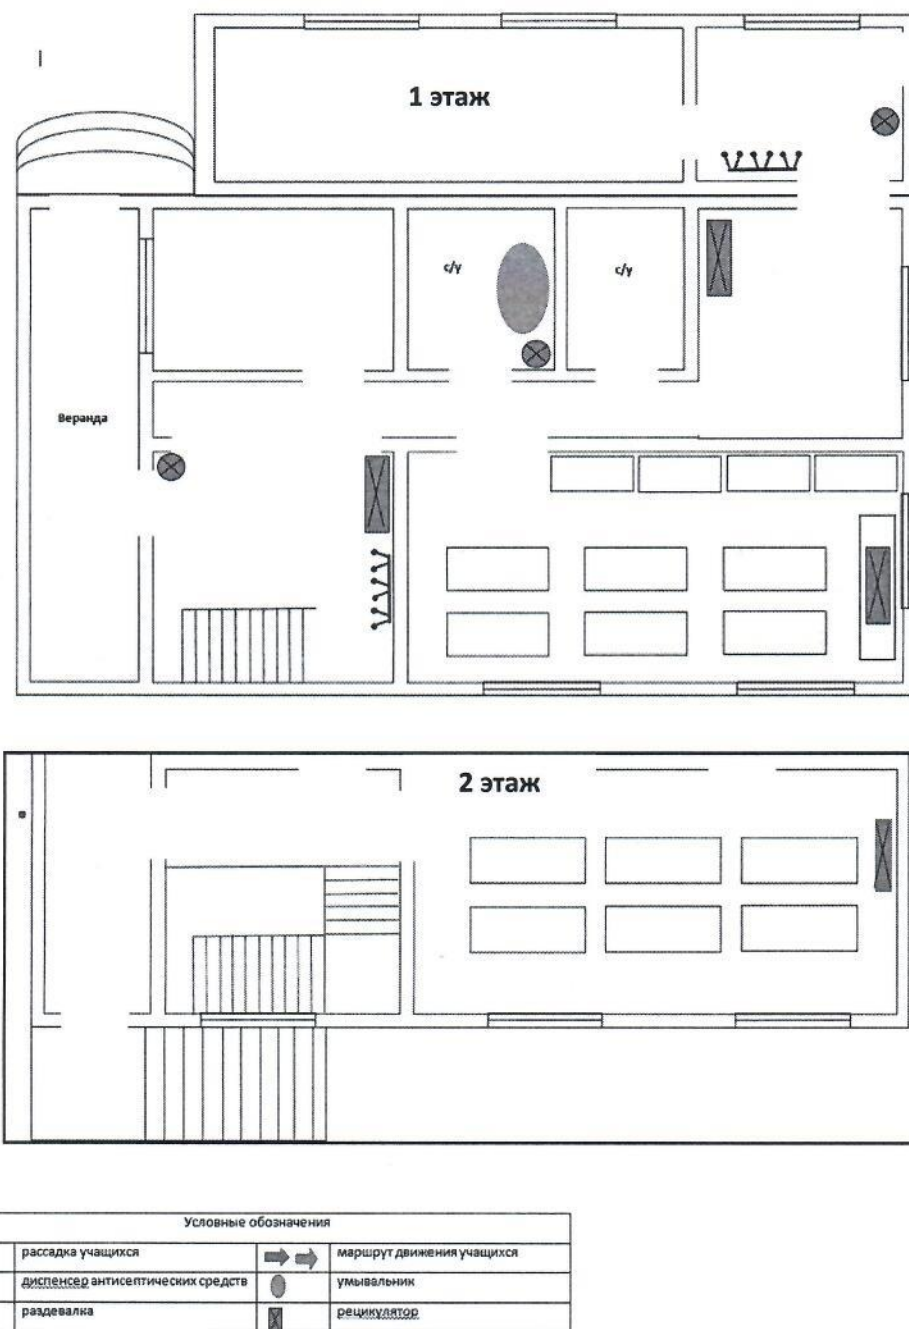 1 этаж
с/у
с/у
Веранда
2 этаж
Условные обозначения
рассадка учащихся
маршрут движения учащихся
диспенсер антисептических средств
умывальник
раздевалка
рециркулятор